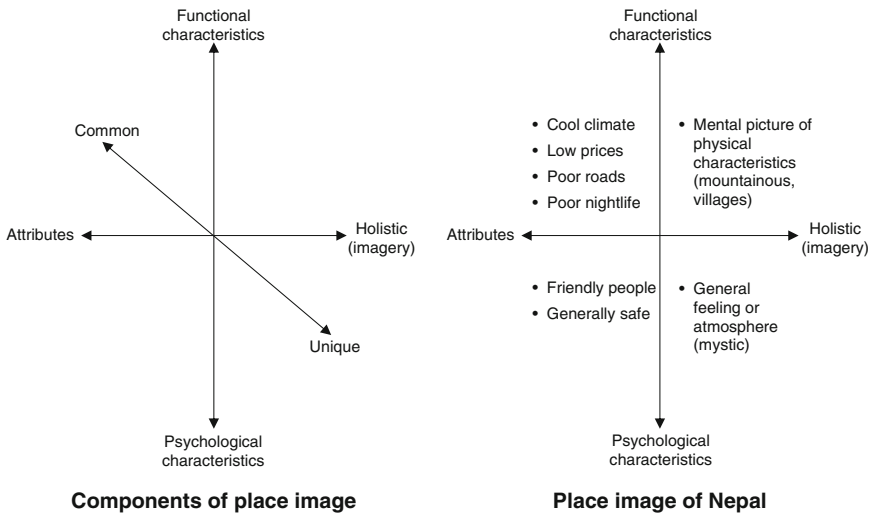 Functional
characteristics
Common
Attributes
Holistic
(imagery)
Unique
Psychological
characteristics
Components of place image
Functional
characteristics
• Cool climate
• Low prices
• Poor roads
• Poor nightlife
• Mental picture of
physical
characteristics
(mountainous,
villages)
Attributes
Holistic
(imagery)
• Friendly people
• Generally safe
• General
feeling or
atmosphere
(mystic)
Psychological
characteristics
Place image of Nepal